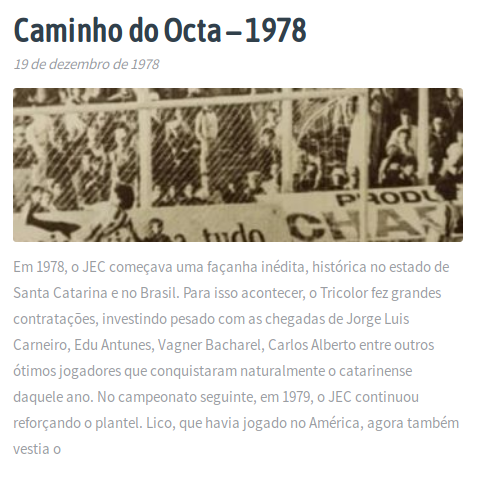 Caminho do Octa – 1978
19 de dezembro de 1978
PRODU
CHA
tudo
Em 1978, o JEC começava uma façanha inédita, histórica no estado de
Santa Catarina e no Brasil. Para isso acontecer, o Tricolor fez grandes
contratações, investindo pesado com as chegadas de Jorge Luis
Carneiro, Edu Antunes, Vagner Bacharel, Carlos Alberto entre outros
ótimos jogadores que conquistaram naturalmente o catarinense
daquele ano. No campeonato seguinte, em 1979, o JEC continuou
reforçando o plantel. Lico, que havia jogado no América, agora também
vestia o